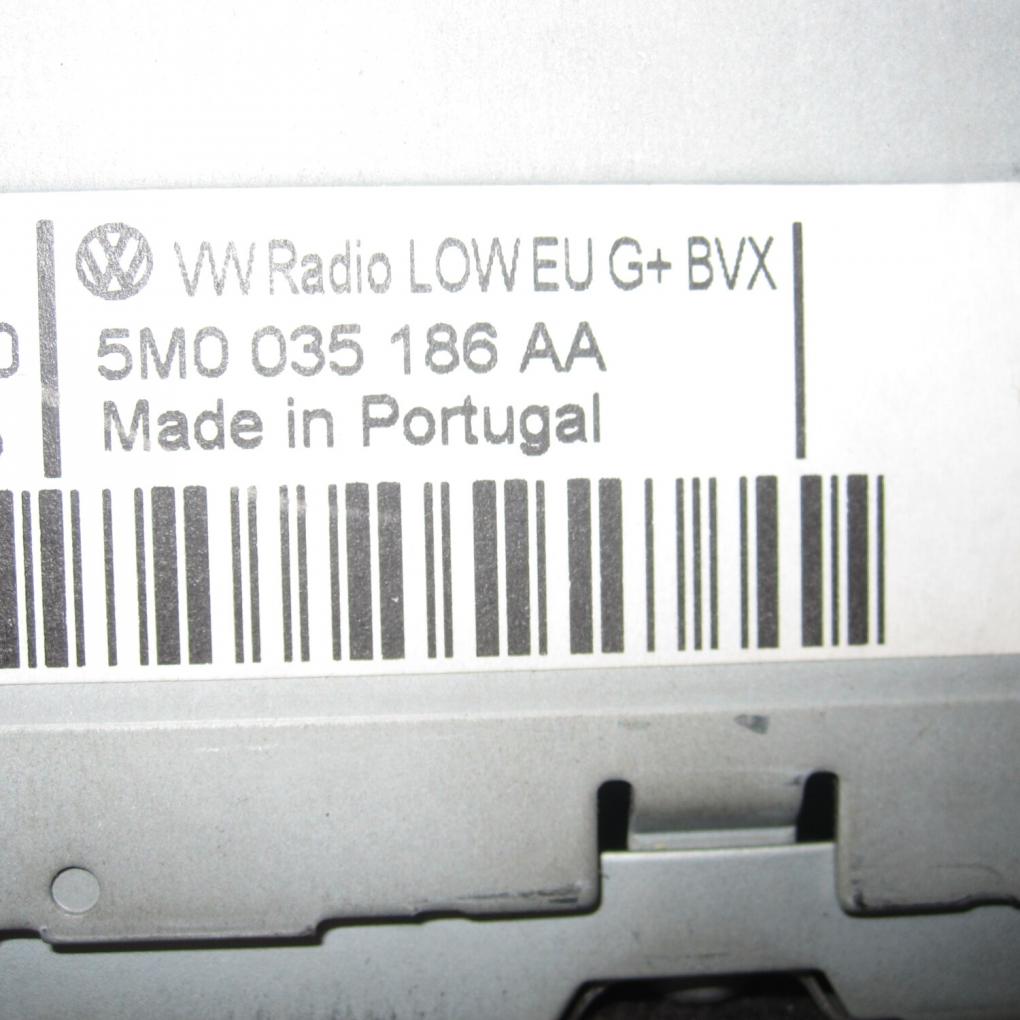 VW Radio LOW EU G+ BVX
5M0 035 186 AA
Made in Portugal